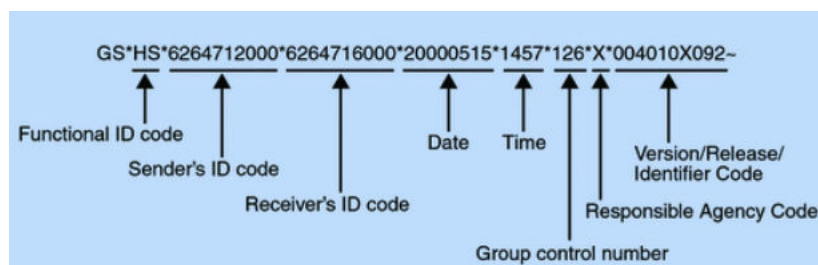 GS*HS*6264712000*6264716000*20000515*1457*126*X*004010X092~
Functional ID code
Sender's ID code
Receiver's ID code
Date
Time
Version/Release/
Identifier Code
Responsible Agency Code
Group control number